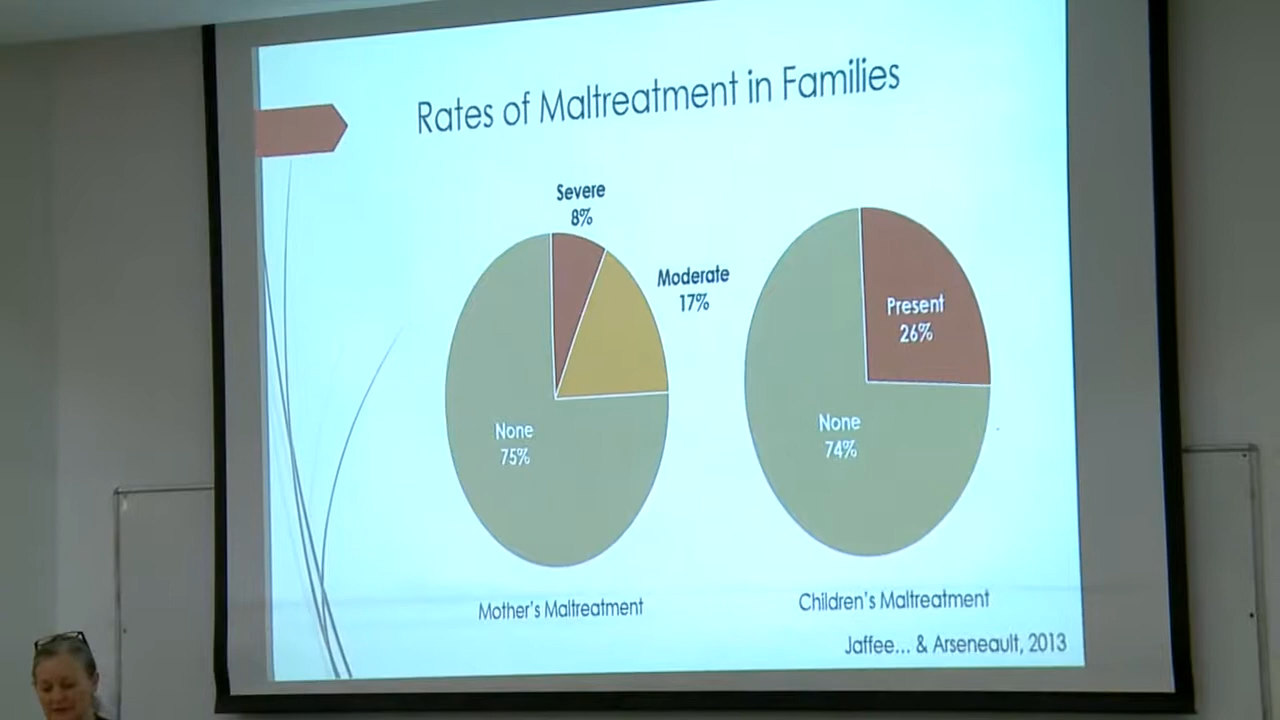 Rates of Maltreatment in Families
Severe
8%
Moderate
17%
None
75%
Mother's Maltreatment
Present
26%
None
74%
Children's Maltreatment
Jaffee... & Arseneault, 2013